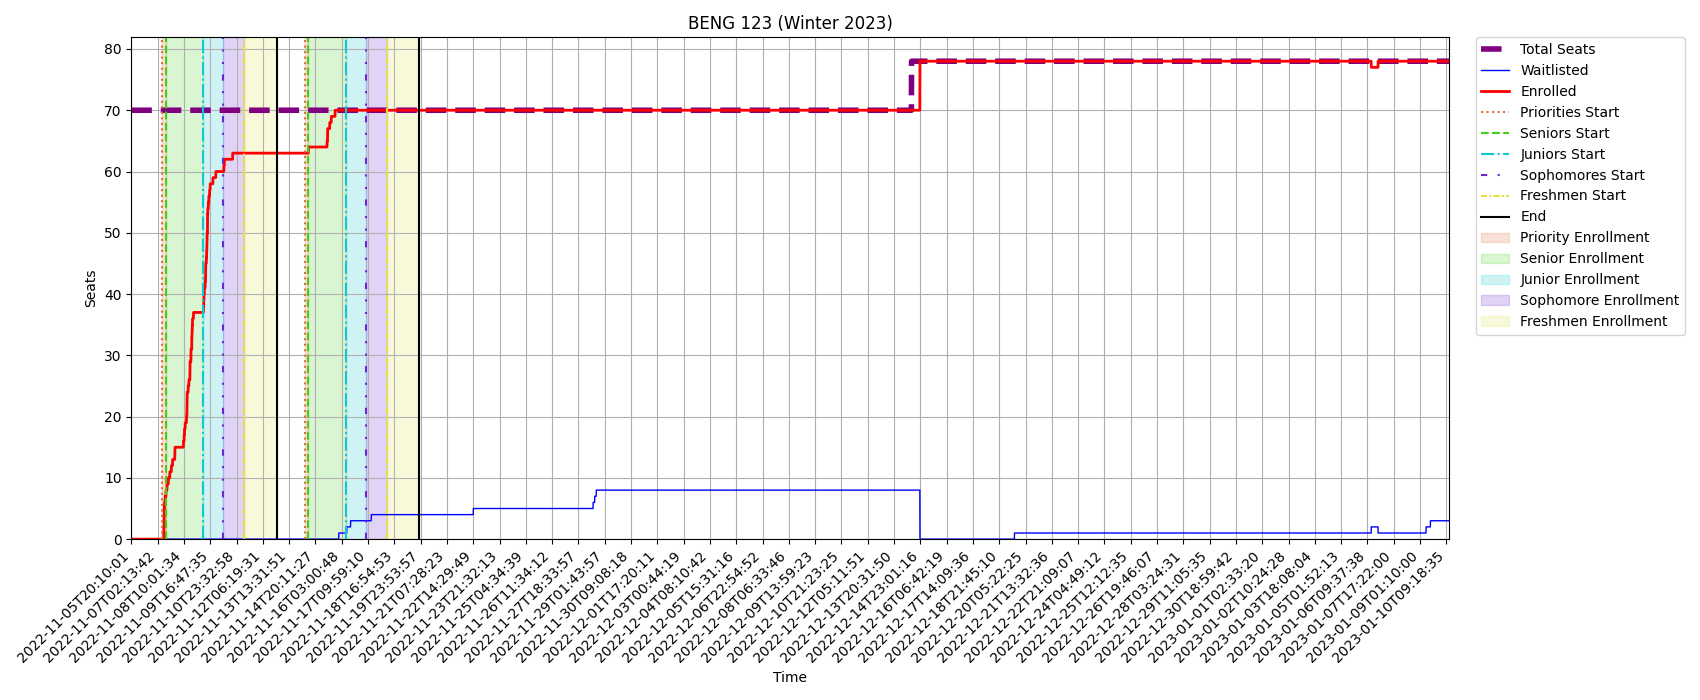 BENG 123 (Winter 2023)
80
70
60
50
40
30
20
10
0
Seats
2022-11-05T20:10:01
2022-11-07T02:13:42
2022-11-08T10:01:34
2022-11-09T16:47:35
2022-11-10T23:32:58
2022-11-12T06:19:31
2022-11-13T13:31:51
2022-11-14T20:11:27
2022-11-16T03:00:48
2022-11-17T09:59:10
2022-11-18T16:54:53
2022-11-19T23:53:57
2022-11-21T07:28:23
2022-11-22T14:29:49
2022-11-23T21:32:13
2022-11-25T04:34:39
2022-11-26T11:34:12
2022-11-27T18:33:57
2022-11-29T01:43:57
2022-11-30T09:08:18
2022-12-01T17:20:11
2022-12-03T00:44:19
2022-12-04T08:10:42
2022-12-05T15:31:16
2022-12-06T22:54:52
2022-12-08T06:33:46
2022-12-09T13:59:23
2022-12-10T21:23:25
2022-12-12T05:11:51
2022-12-13T20:31:50
2022-12-14T23:01:16
2022-12-16T06:42:19
2022-12-17T14:09:36
2022-12-18T21:45:10
2022-12-20T05:22:25
2022-12-21T13:32:36
2022-12-22T21:09:07
2022-12-24T04:49:12
2022-12-25T12:12:35
2022-12-26T19:46:07
2022-12-28T03:24:31
2022-12-29T11:05:35
2022-12-30T18:59:42
2023-01-01T02:33:20
2023-01-02T10:24:28
2023-01-03T18:08:04
2023-01-05T01:52:13
2023-01-06T09:37:38
2023-01-07T17:22:00
2023-01-09T01:10:00
2023-01-10T09:18:35
Time
Total Seats
Waitlisted
Enrolled
Priorities Start
Seniors Start
Juniors Start
Sophomores Start
Freshmen Start
End
Priority Enrollment
Senior Enrollment
Junior Enrollment
Sophomore Enrollment
Freshmen Enrollment